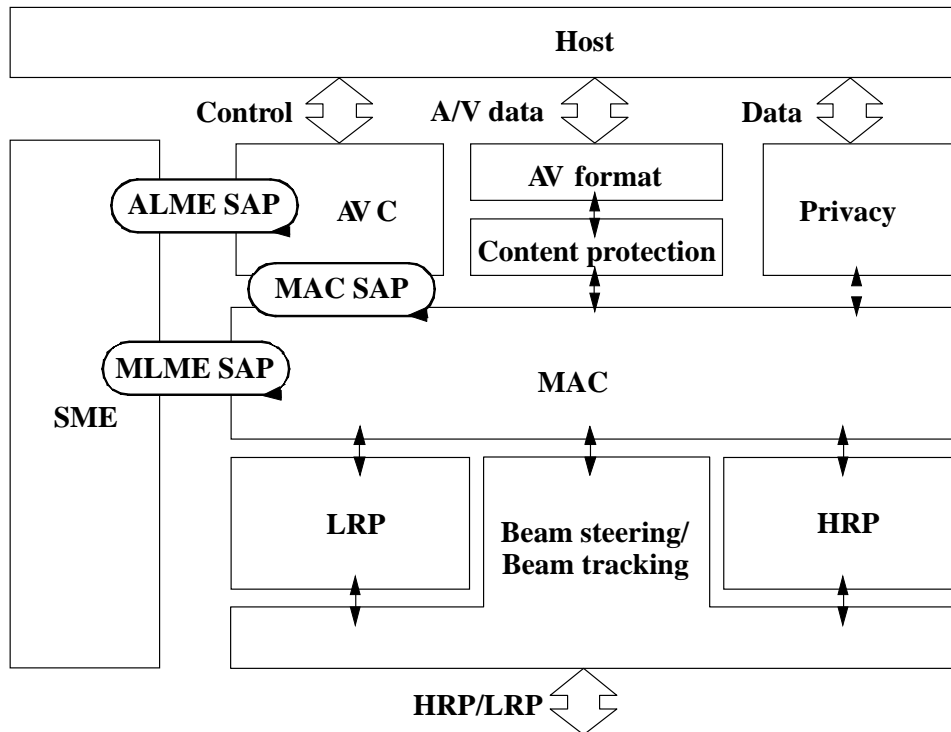 Host
Control
A/V data
Data
ALME SAP
AV C
AV format
Content protection
Privacy
MAC SAP
MLME SAP
MAC
SME
LRP
Beam steering/
Beam tracking
HRP
HRP/LRP